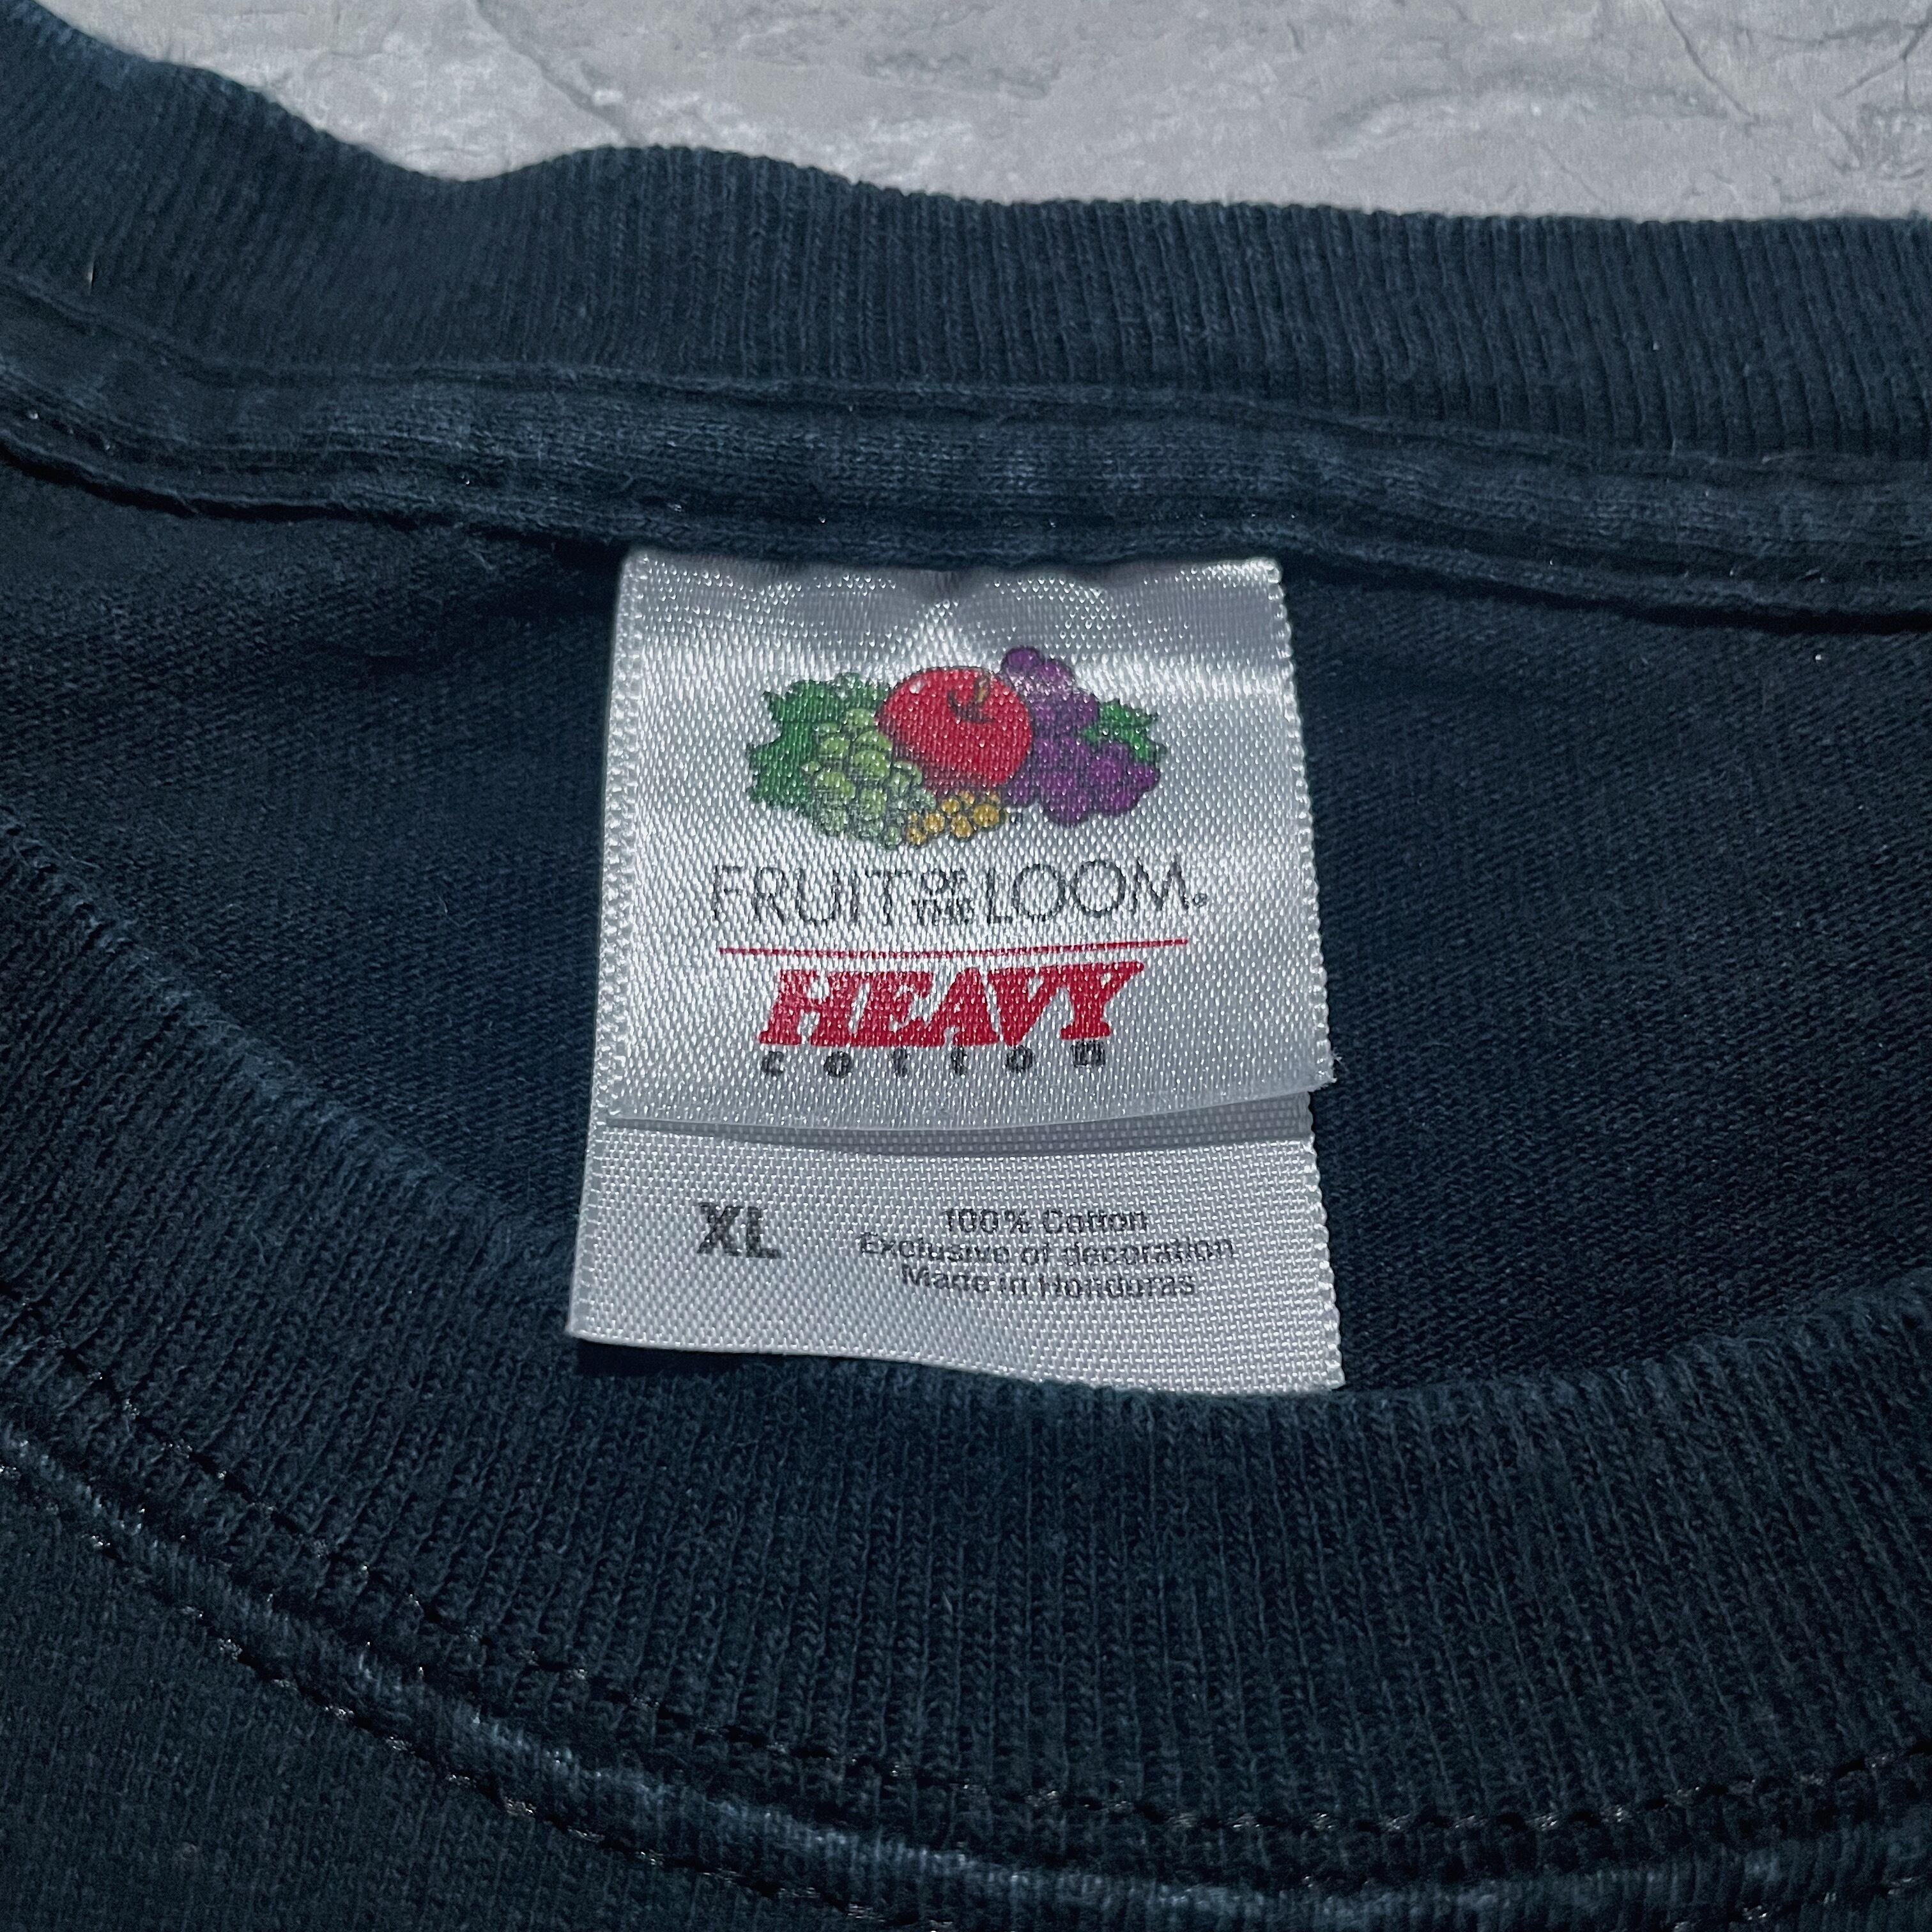 FRUIT OF THE LOOM®
HEAVY
cotton
XL
100% Cotton
Exclusive of decoration
Made in Honduras